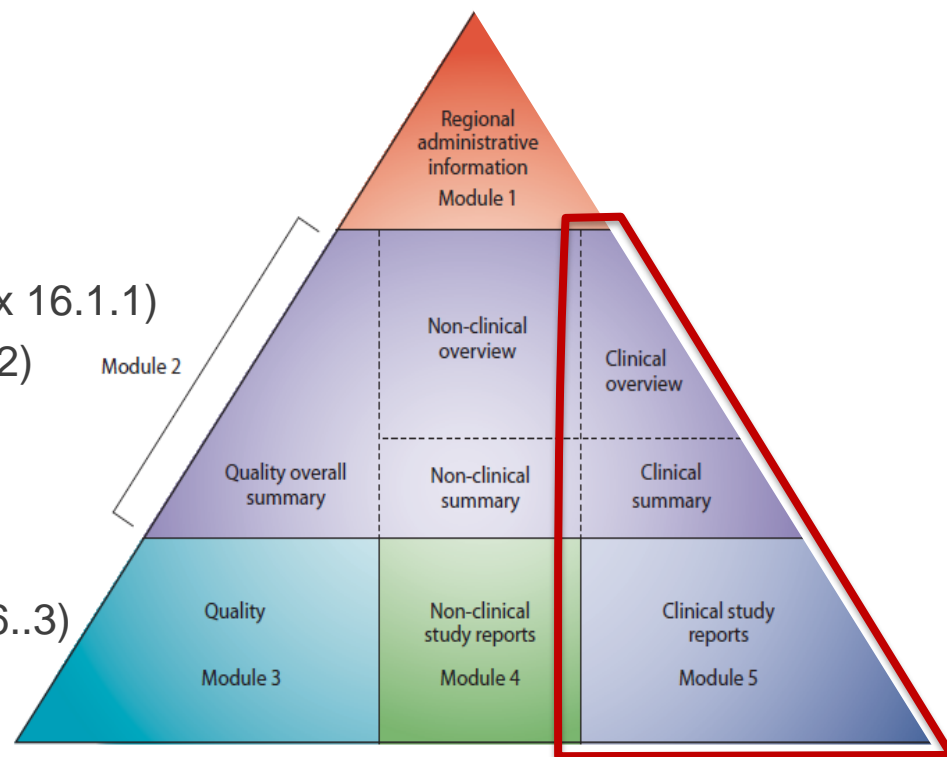 Regional
administrative
information
Module 1
x 16.1.1)
2)
Module 2
Non-clinical
overview
Clinical
overview
Quality overall
summary
Non-clinical
summary
Clinical
summary
6..3)
Quality
Module 3
Non-clinical
study reports
Module 4
Clinical study
reports
Module 5